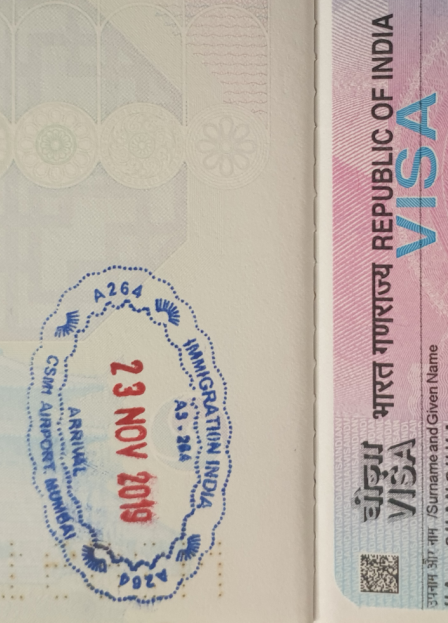 A264
IMMIGRATION INDIA
A3 - 264
23 NOV 2019
ARRIVAL
CSMI AIRPORT. MUMBAI
A264
भारत गणराज्य REPUBLIC OF INDIA
VISA
वीज़ा
VISA
उपनाम और नाम /Surname and Given Name